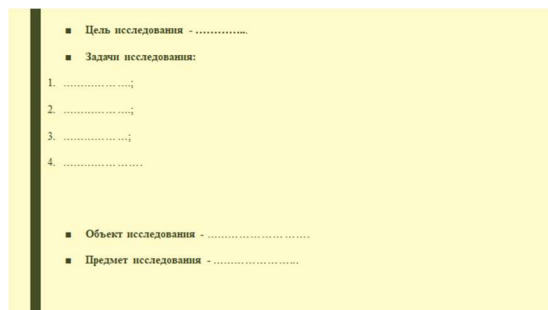 ■ Цель исследования - …………..
■ Задачи исследования:
1. ………………..;
2. ………………..;
3. ……………….;
4. ………………….
■ Объект исследования - …………………………
■ Предмет исследования - …………………….